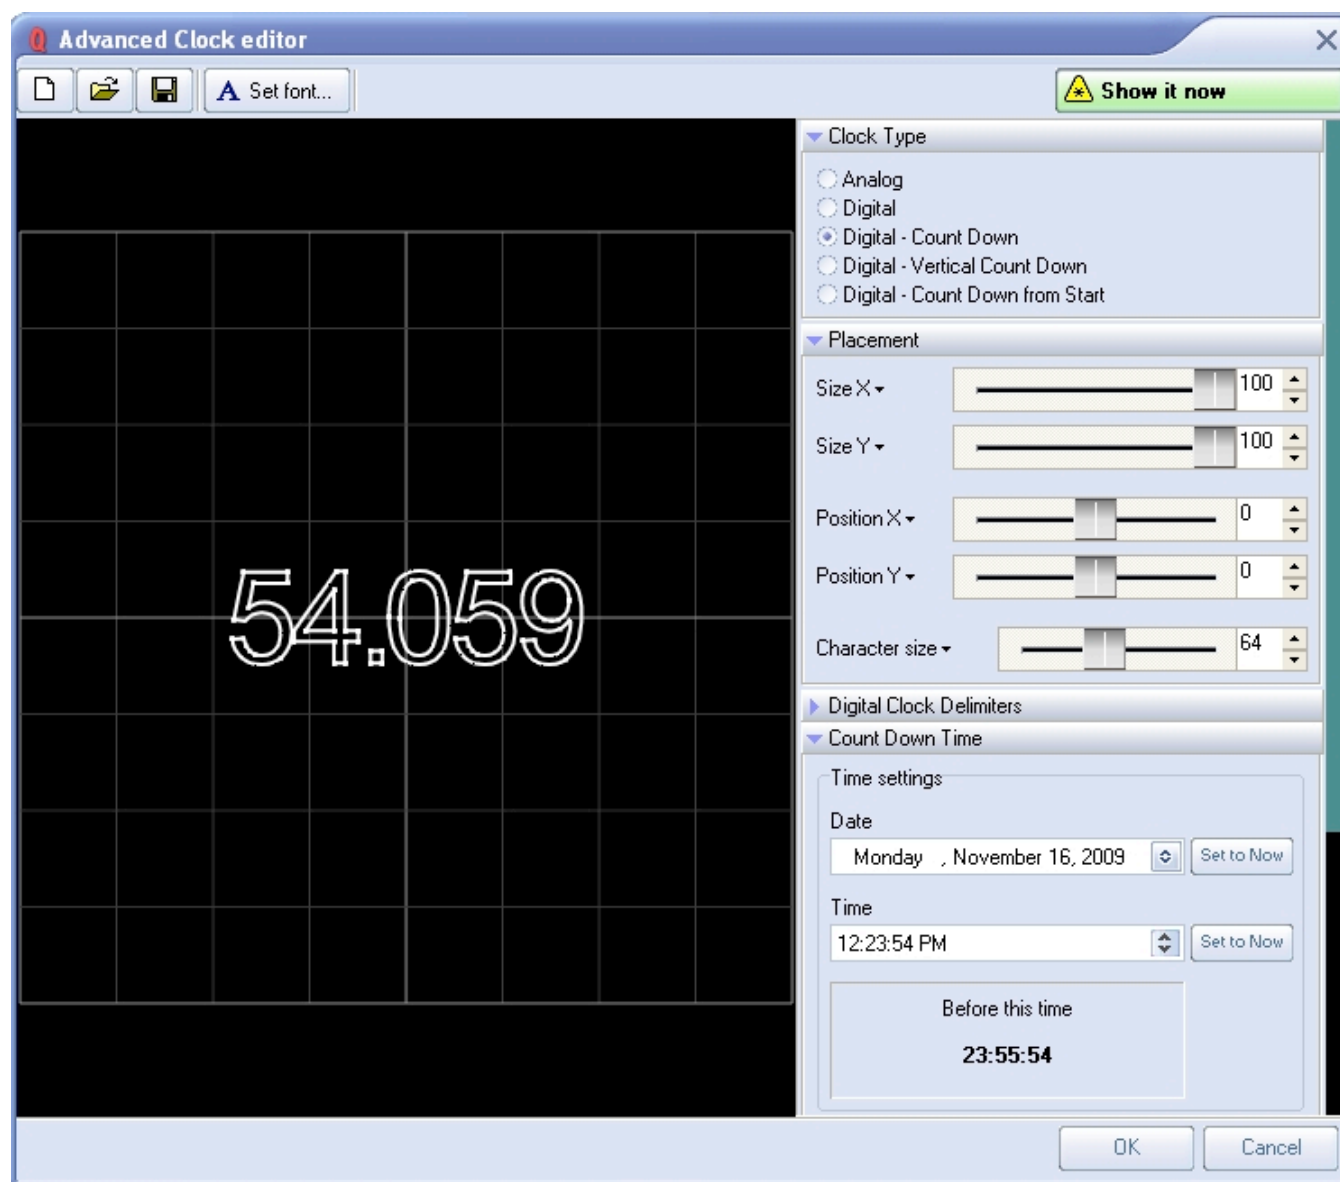 Advanced Clock editor
A Set font...
Show it now
Clock Type
Analog
Digital
Digital - Count Down
Digital - Vertical Count Down
Digital - Count Down from Start
Placement
Size X 100
Size Y 100
Position X 0
Position Y 0
Character size 64
54.059
Digital Clock Delimiters
Count Down Time
Time settings
Date
Monday , November 16, 2009 Set to Now
Time
12:23:54 PM Set to Now
Before this time
23:55:54
OK Cancel